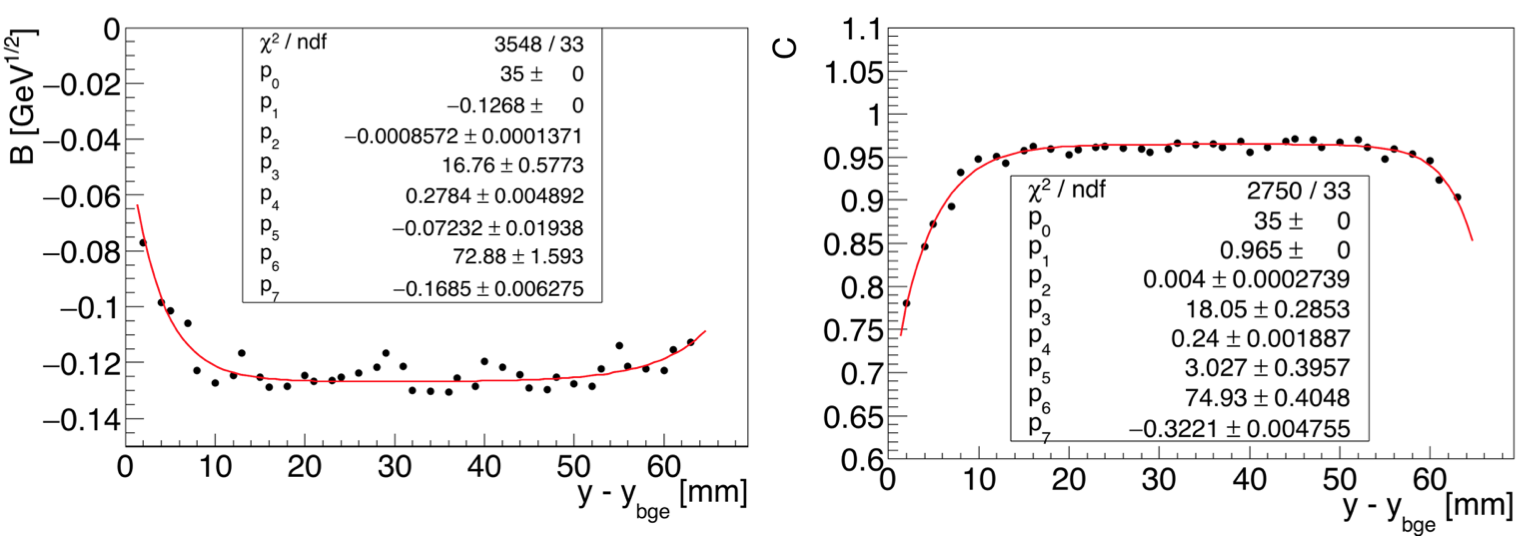 B [GeV1/2]
0
−0.02
−0.04
−0.06
−0.08
−0.1
−0.12
−0.14
χ2 / ndf 3548 / 33
p0 35 ± 0
p1 −0.1268 ± 0
p2 −0.0008572 ± 0.0001371
p3 16.76 ± 0.5773
p4 0.2784 ± 0.004892
p5 −0.07232 ± 0.01938
p6 72.88 ± 1.593
p7 −0.1685 ± 0.006275
0 10 20 30 40 50 60
y - ybge [mm]
C
1.1
1.05
1
0.95
0.9
0.85
0.8
0.75
0.7
0.65
0.6
χ2 / ndf 2750 / 33
p0 35 ± 0
p1 0.965 ± 0
p2 0.004 ± 0.0002739
p3 18.05 ± 0.2853
p4 0.24 ± 0.001887
p5 3.027 ± 0.3957
p6 74.93 ± 0.4048
p7 −0.3221 ± 0.004755
0 10 20 30 40 50 60
y - ybge [mm]